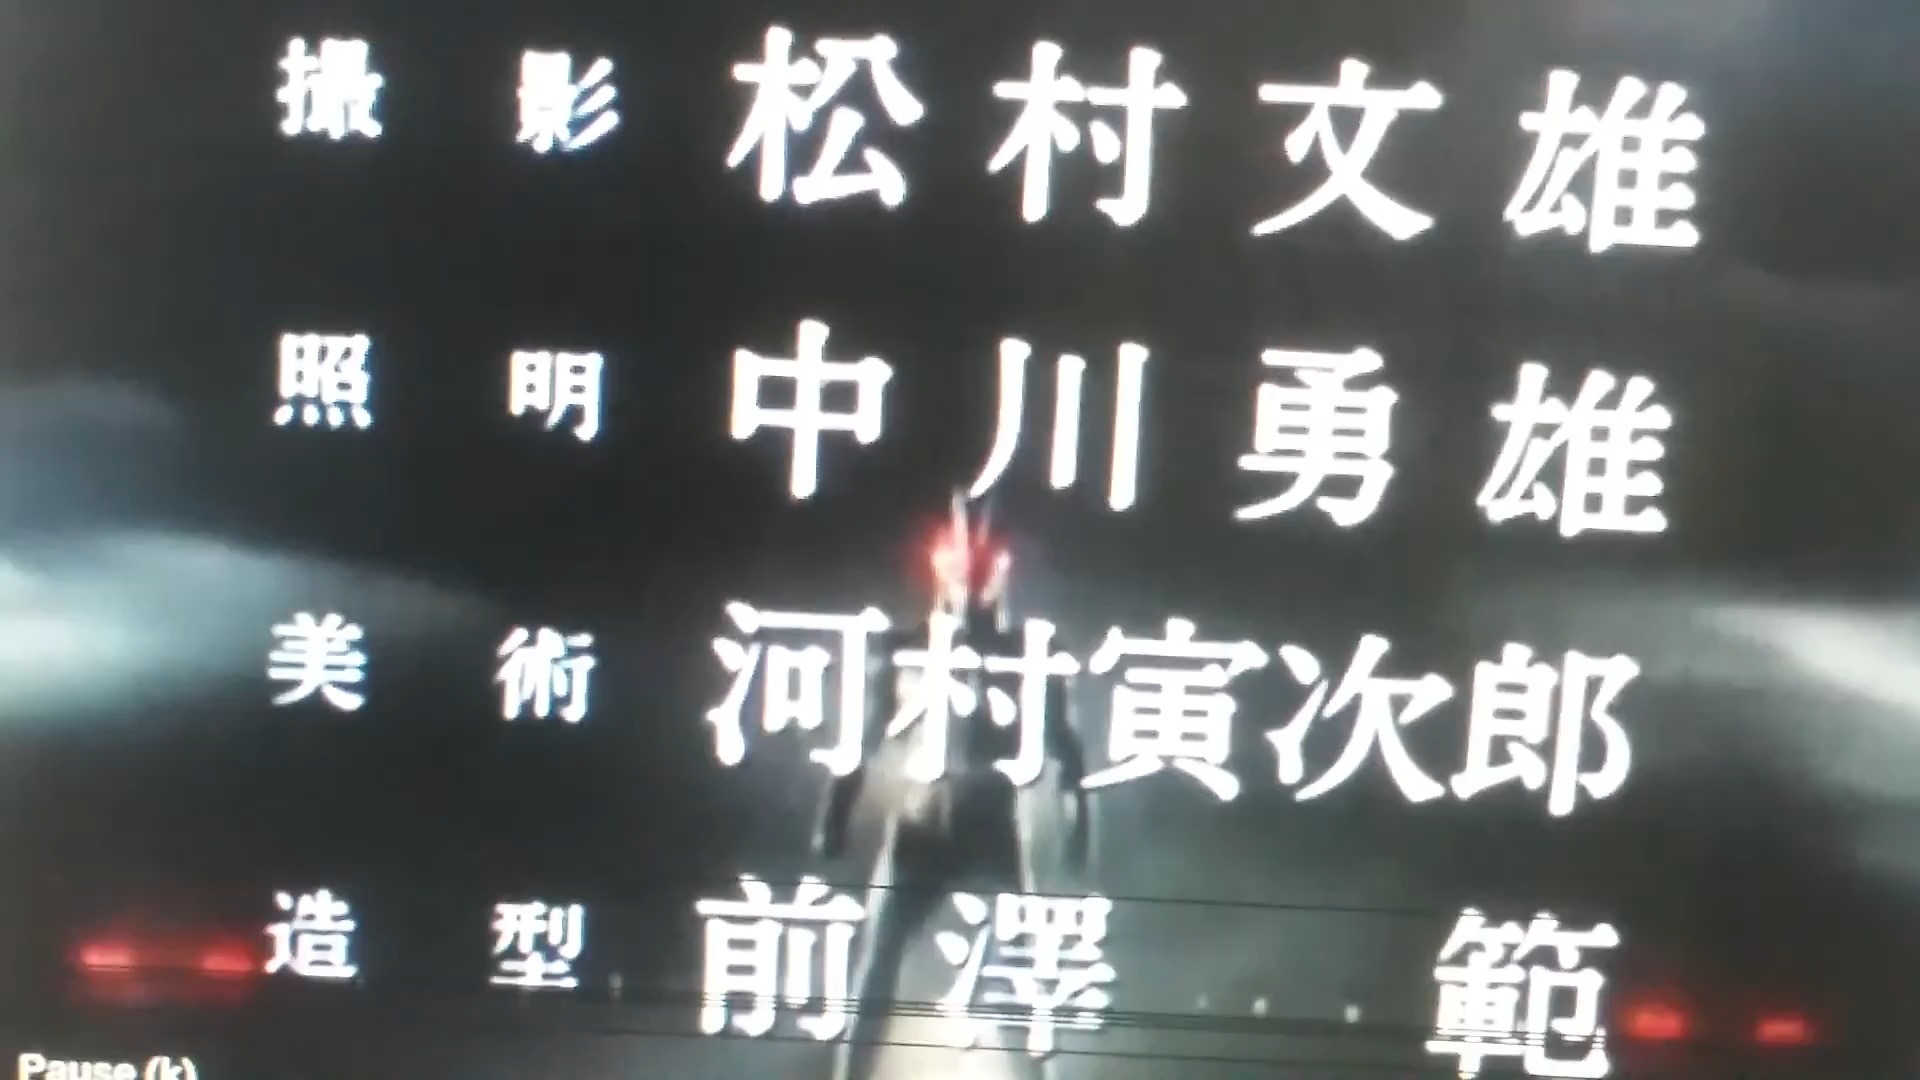 撮影 松村文雄
照明 中川勇雄
美術 河村寅次郎
造型 前澤範
Pause (k)